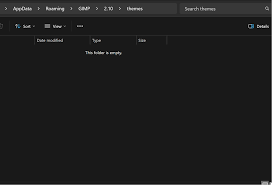 > AppData > Roaming > GIMP > 2.10 > themes
Search themes
Sort View ••• Details
Date modified Type Size
This folder is empty.